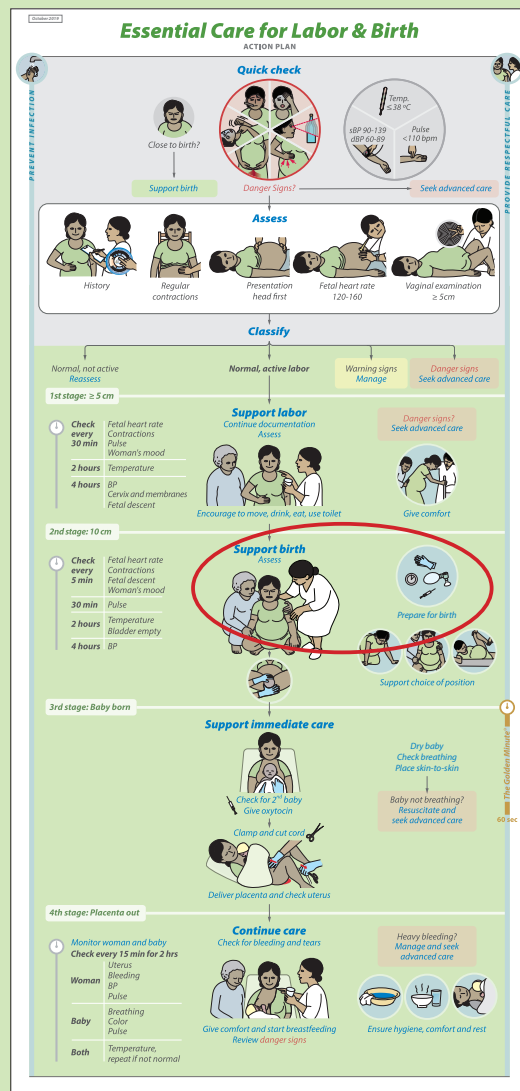 October 2019
Essential Care for Labor & Birth
ACTION PLAN
PREVENT INFECTION
PROVIDE RESPECTFUL CARE
Quick check
Close to birth?
Temp.
≤38 ºC
sBP 90-139
dBP 60-89
Pulse
<110 bpm
Support birth
Danger Signs?
Seek advanced care
Assess
History
Regular
contractions
Presentation
head first
Fetal heart rate
120-160
Vaginal examination
≥ 5cm
Classify
Normal, not active
Reassess
Normal, active labor
Warning signs
Manage
Danger signs
Seek advanced care
1st stage: ≥ 5 cm
Check every 30 min
Fetal heart rate
Contractions
Pulse
Woman's mood
2 hours
Temperature
4 hours
BP
Cervix and membranes
Fetal descent
Support labor
Continue documentation
Assess
Encourage to move, drink, eat, use toilet
Danger signs?
Seek advanced care
Give comfort
2nd stage: 10 cm
Check every 5 min
Fetal heart rate
Contractions
Fetal descent
Woman's mood
30 min
Pulse
2 hours
Temperature
Bladder empty
4 hours
BP
Support birth
Assess
Prepare for birth
Support choice of position
3rd stage: Baby born
Support immediate care
Check for 2nd baby
Give oxytocin
Clamp and cut cord
Deliver placenta and check uterus
Dry baby
Check breathing
Place skin-to-skin
Baby not breathing?
Resuscitate and
seek advanced care
The Golden Minute®
60 sec
4th stage: Placenta out
Monitor woman and baby
Check every 15 min for 2 hrs
Woman
Uterus
Bleeding
BP
Pulse
Baby
Breathing
Color
Pulse
Both
Temperature,
repeat if not normal
Continue care
Check for bleeding and tears
Give comfort and start breastfeeding
Review danger signs
Heavy bleeding?
Manage and seek
advanced care
Ensure hygiene, comfort and rest